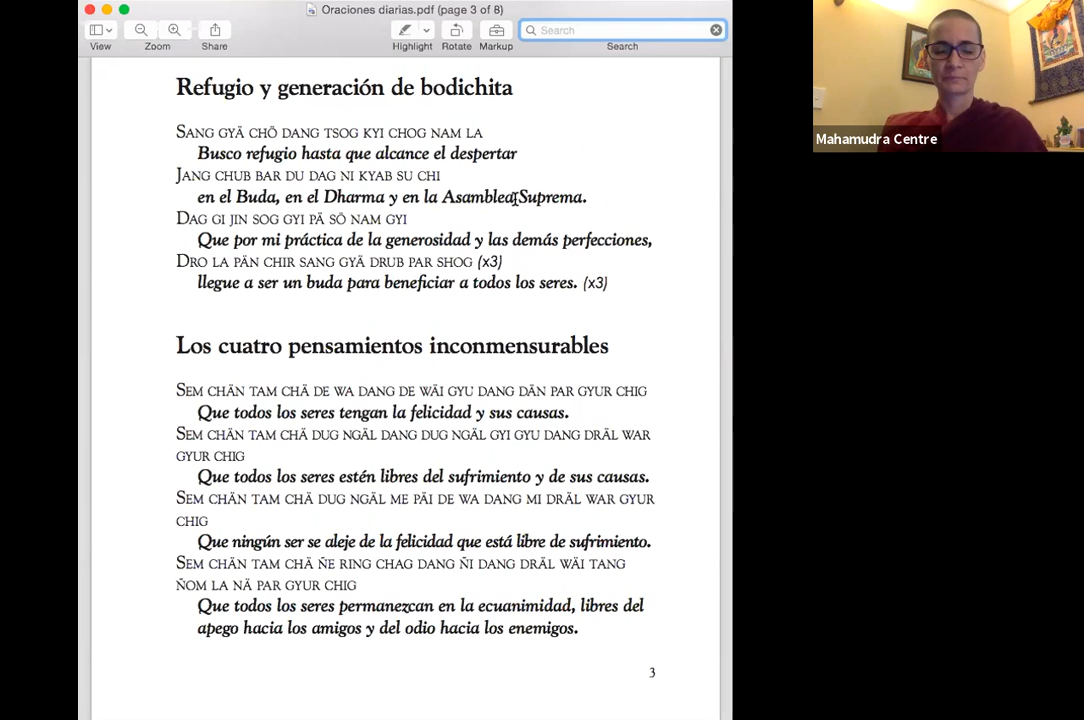 Oraciones diarias.pdf (page 3 of 8)
Search
View
Zoom
Share
Highlight
Rotate
Markup
Search
Refugio y generación de bodichita
SANG GYÄ CHÖ DANG TSOG KYI CHOG NAM LA
Busco refugio hasta que alcance el despertar
JANG CHUB BAR DU DAG NI KYAB SU CHI
en el Buda, en el Dharma y en la Asamblea Suprema.
DAG GI JIN SOG GYI PÄ SÖ NAM GYI
Que por mi práctica de la generosidad y las demás perfecciones,
DRO LA PÄN CHIR SANG GYÄ DRUB PAR SHOG (x3)
llegue a ser un buda para beneficiar a todos los seres. (x3)
Los cuatro pensamientos inconmensurables
SEM CHÄN TAM CHÄ DE WA DANG DE WÄI GYU DANG DÄN PAR GYUR CHIG
Que todos los seres tengan la felicidad y sus causas.
SEM CHÄN TAM CHÄ DUG NGÄL DANG DUG NGÄL GYI GYU DANG DRÄL WAR
GYUR CHIG
Que todos los seres estén libres del sufrimiento y de sus causas.
SEM CHÄN TAM CHÄ DUG NGÄL ME PÄI DE WA DANG MI DRÄL WAR GYUR
CHIG
Que ningún ser se aleje de la felicidad que está libre de sufrimiento.
SEM CHÄN TAM CHÄ ÑE RING CHAG DANG ÑI DANG DRÄL WÄI TANG
ÑOM LA NÄ PAR GYUR CHIG
Que todos los seres permanezcan en la ecuanimidad, libres del
apego hacia los amigos y del odio hacia los enemigos.
3
Mahamudra Centre